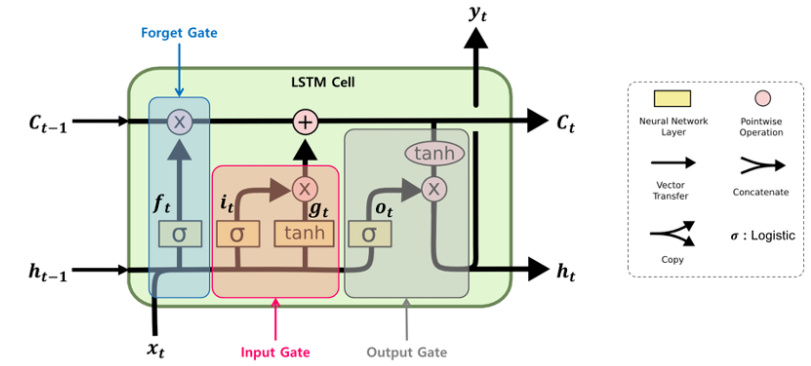 y_t
Forget Gate
LSTM Cell
C_{t-1}
x
+
C_t
tanh
f_t
i_t
x
g_t
o_t
x
σ
σ
tanh
σ
h_{t-1}
h_t
x_t
Input Gate
Output Gate
Neural Network
Layer
Pointwise
Operation
Vector
Transfer
Concatenate
Copy
σ : Logistic